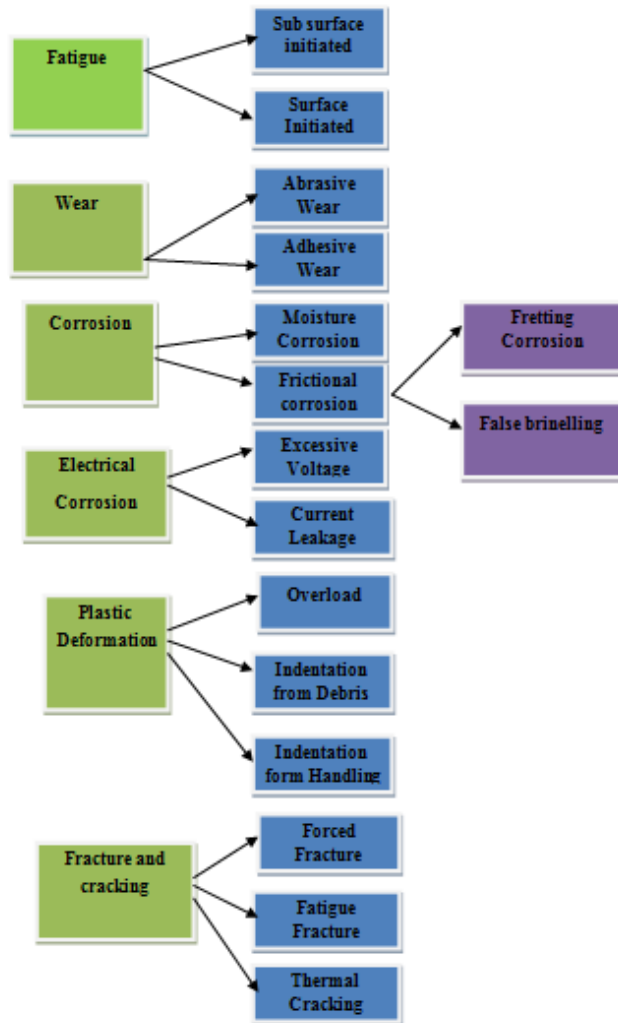 Fatigue
Sub surface
initiated
Surface
Initiated
Wear
Abrasive
Wear
Adhesive
Wear
Corrosion
Moisture
Corrosion
Frictional
corrosion
Fretting
Corrosion
False brinelling
Electrical
Corrosion
Excessive
Voltage
Current
Leakage
Plastic
Deformation
Overload
Indentation
from Debris
Indentation
form Handling
Fracture and
cracking
Forced
Fracture
Fatigue
Fracture
Thermal
Cracking